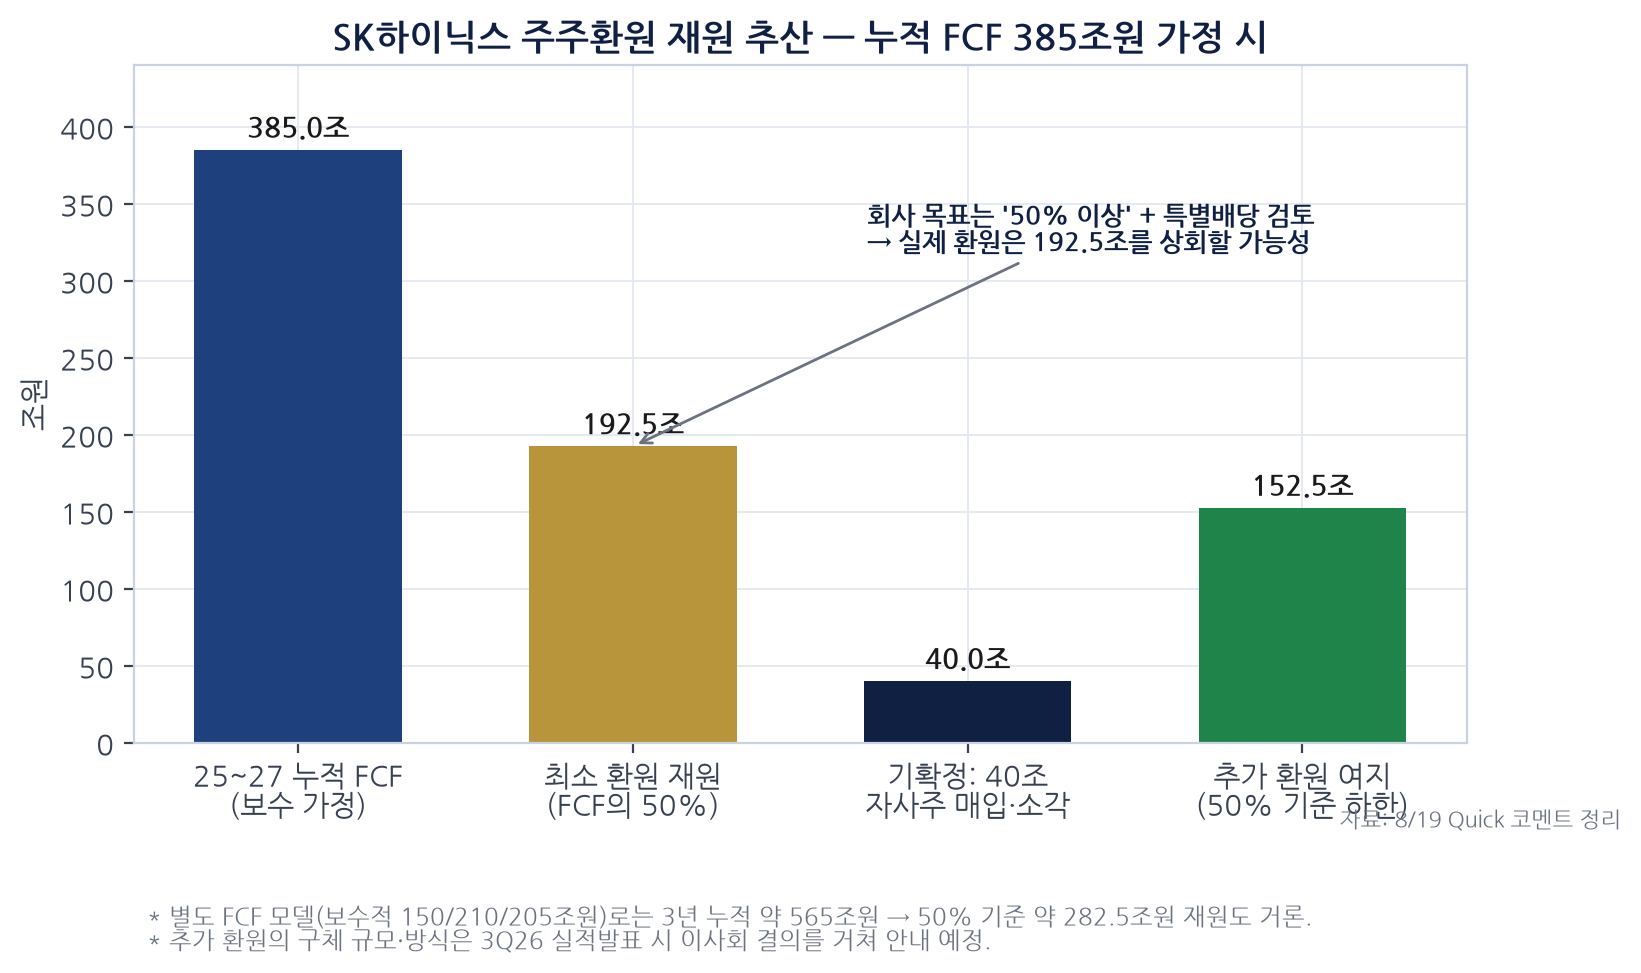 SK하이닉스 주주환원 재원 추산 — 누적 FCF 385조원 가정 시
조원
400
350
300
250
200
150
100
50
0
385.0조
192.5조
40.0조
152.5조
회사 목표는 '50% 이상' + 특별배당 검토
→ 실제 환원은 192.5조를 상회할 가능성
25~27 누적 FCF
(보수 가정)
최소 환원 재원
(FCF의 50%)
기확정: 40조
자사주 매입·소각
추가 환원 여지
(50% 기준 하한)
자료: 8/19 Quick 코멘트 정리
* 별도 FCF 모델(보수적 150/210/205조원)로는 3년 누적 약 565조원 → 50% 기준 약 282.5조원 재원도 거론.
* 추가 환원의 구체 규모·방식은 3Q26 실적발표 시 이사회 결의를 거쳐 안내 예정.